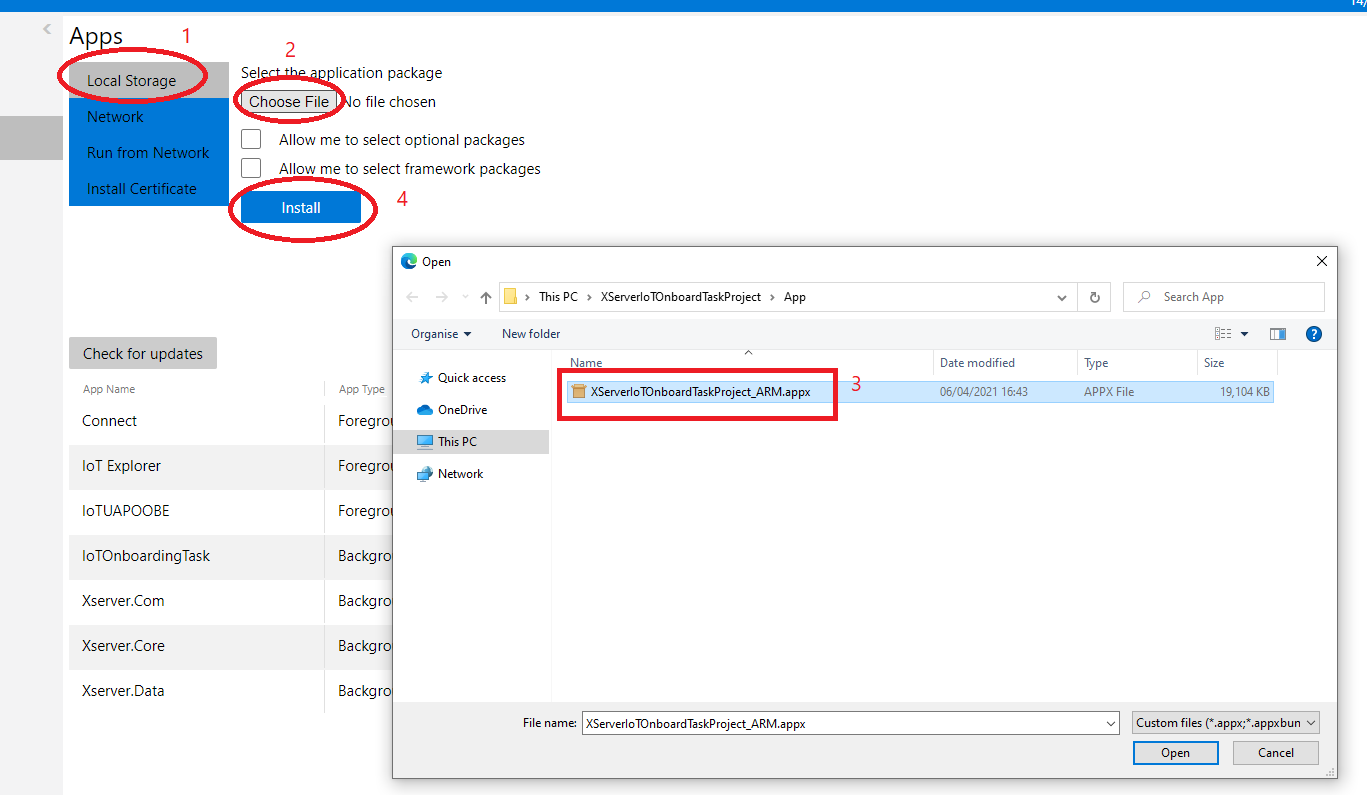 14/
Apps
1
2
Local Storage
Network
Run from Network
Install Certificate
Select the application package
Choose File No file chosen
Allow me to select optional packages
Allow me to select framework packages
Install
4
Check for updates
App Name App Type
Connect Foregrou
IoT Explorer Foregrou
IoTUAPOOBE Foregrou
IoTOnboardingTask Backgro
Xserver.Com Backgro
Xserver.Core Backgro
Xserver.Data Backgro
Open
This PC > XServerIoTOnboardTaskProject > App
Search App
Organise New folder
Quick access
OneDrive
This PC
Network
Name Date modified Type Size
XServerIoTOnboardTaskProject_ARM.appx 06/04/2021 16:43 APPX File 19,104 KB
3
File name: XServerIoTOnboardTaskProject_ARM.appx Custom files (*.appx;*.appxbun
Open Cancel